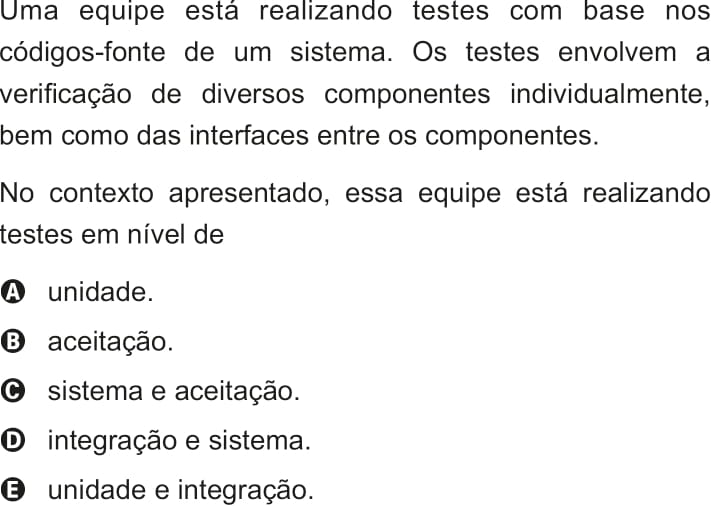 Uma equipe está realizando testes com base nos
códigos-fonte de um sistema. Os testes envolvem a
verificação de diversos componentes individualmente,
bem como das interfaces entre os componentes.
No contexto apresentado, essa equipe está realizando
testes em nível de
A unidade.
B aceitação.
C sistema e aceitação.
D integração e sistema.
E unidade e integração.